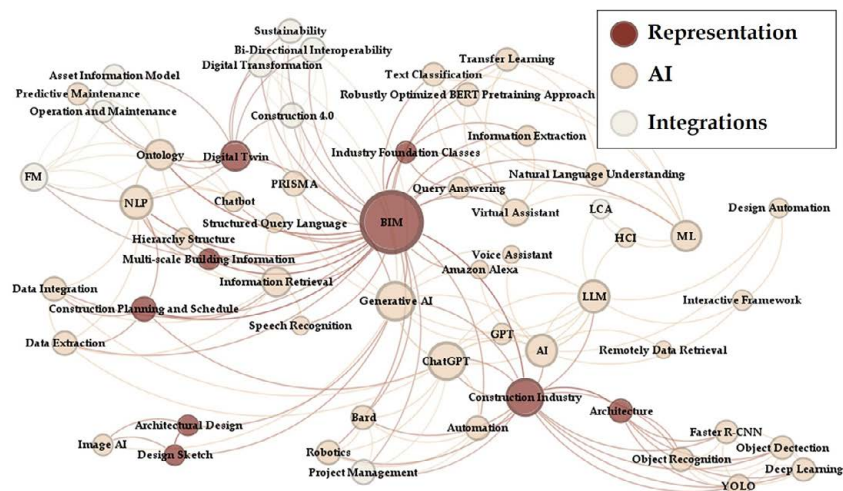 Sustainability
Bi-Directional Interoperability
Digital Transformation
Transfer Learning
Text Classification
Asset Information Model
Predictive Maintenance
Robustly Optimized BERT Pretraining Approach
Operation and Maintenance
Construction 4.0
Information Extraction
Ontology
Digital Twin
Industry Foundation Classes
FM
PRISMA
Natural Language Understanding
Query Answering
NLP
Chatbot
Virtual Assistant
LCA
Design Automation
Structured Query Language
BIM
Hierarchy Structure
HCI
ML
Multi-scale Building Information
Voice Assistant
Amazon Alexa
Data Integration
Information Retrieval
Generative AI
LLM
Interactive Framework
Construction Planning and Schedule
Speech Recognition
GPT
Data Extraction
AI
Remotely Data Retrieval
ChatGPT
Construction Industry
Architecture
Bard
Architectural Design
Automation
Faster R-CNN
Image AI
Object Dectection
Design Sketch
Robotics
Object Recognition
Project Management
Deep Learning
YOLO
Representation
AI
Integrations